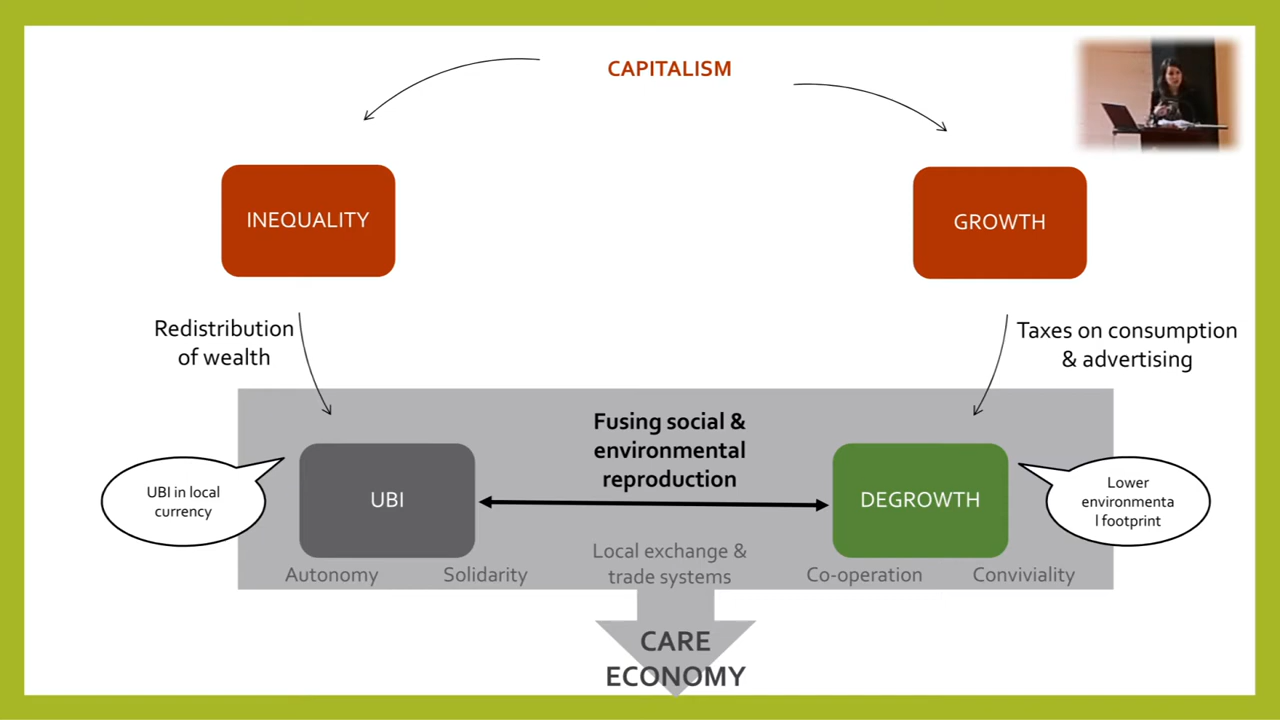 CAPITALISM
INEQUALITY
GROWTH
Redistribution
of wealth
Taxes on consumption
& advertising
Fusing social &
environmental
reproduction
UBI in local
currency
UBI
DEGROWTH
Lower
environmenta
l footprint
Local exchange &
trade systems
Autonomy
Solidarity
Co-operation
Conviviality
CARE
ECONOMY